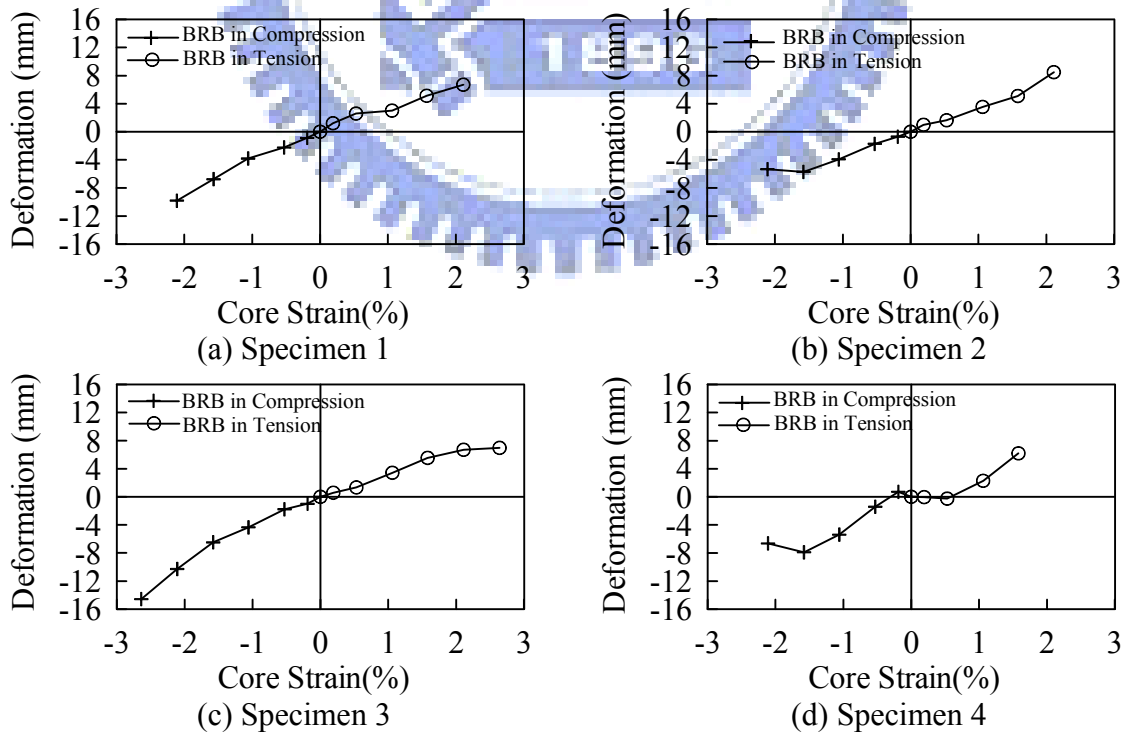 16
12
8
4
0
-4
-8
-12
-16
Deformation (mm)
BRB in Compression
BRB in Tension
-3 -2 -1 0 1 2 3
Core Strain(%)
(a) Specimen 1
16
12
8
4
0
-4
-8
-12
-16
Deformation (mm)
BRB in Compression
BRB in Tension
-3 -2 -1 0 1 2 3
Core Strain(%)
(b) Specimen 2
16
12
8
4
0
-4
-8
-12
-16
Deformation (mm)
BRB in Compression
BRB in Tension
-3 -2 -1 0 1 2 3
Core Strain(%)
(c) Specimen 3
16
12
8
4
0
-4
-8
-12
-16
Deformation (mm)
BRB in Compression
BRB in Tension
-3 -2 -1 0 1 2 3
Core Strain(%)
(d) Specimen 4